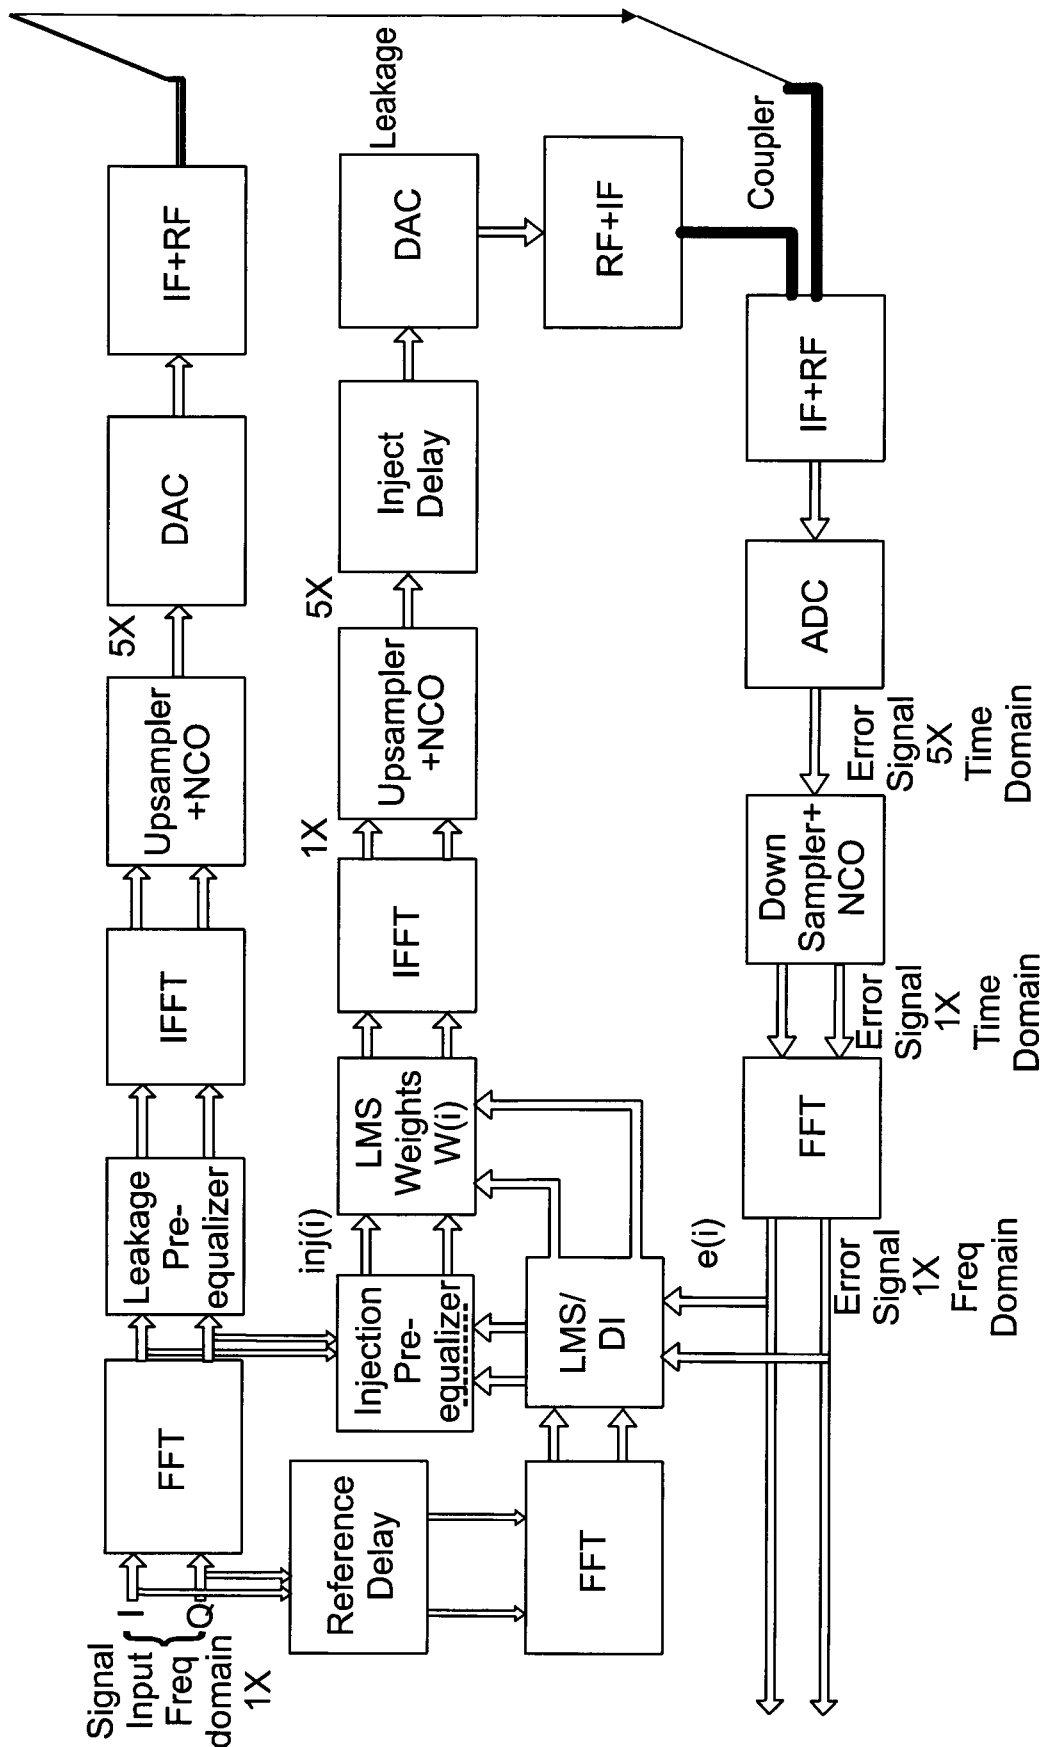 Signal
Input
Freq
domain
1X
I
Q
FFT
Leakage
Pre-
equalizer
IFFT
Upsampler
+NCO
5X
DAC
IF+RF
Reference
Delay
Injection
Pre-
equalizer
inj(i)
LMS
Weights
W(i)
IFFT
1X
Upsampler
+NCO
5X
Inject
Delay
DAC
Leakage
FFT
LMS/
DI
RF+IF
e(i)
Coupler
Error
Signal
1X
Freq
Domain
FFT
Error
Signal
1X
Time
Domain
Down
Sampler+
NCO
Error
Signal
5X
Time
Domain
ADC
IF+RF